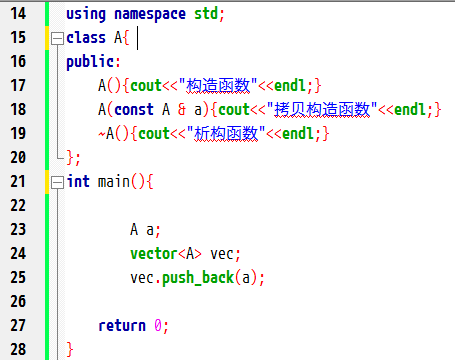 14 using namespace std;
15 class A{
16 public:
17     A(){cout<<"构造函数"<<endl;}
18     A(const A & a){cout<<"拷贝构造函数"<<endl;}
19     ~A(){cout<<"析构函数"<<endl;}
20 };
21 int main(){
22
23         A a;
24         vector<A> vec;
25         vec.push_back(a);
26
27     return 0;
28 }